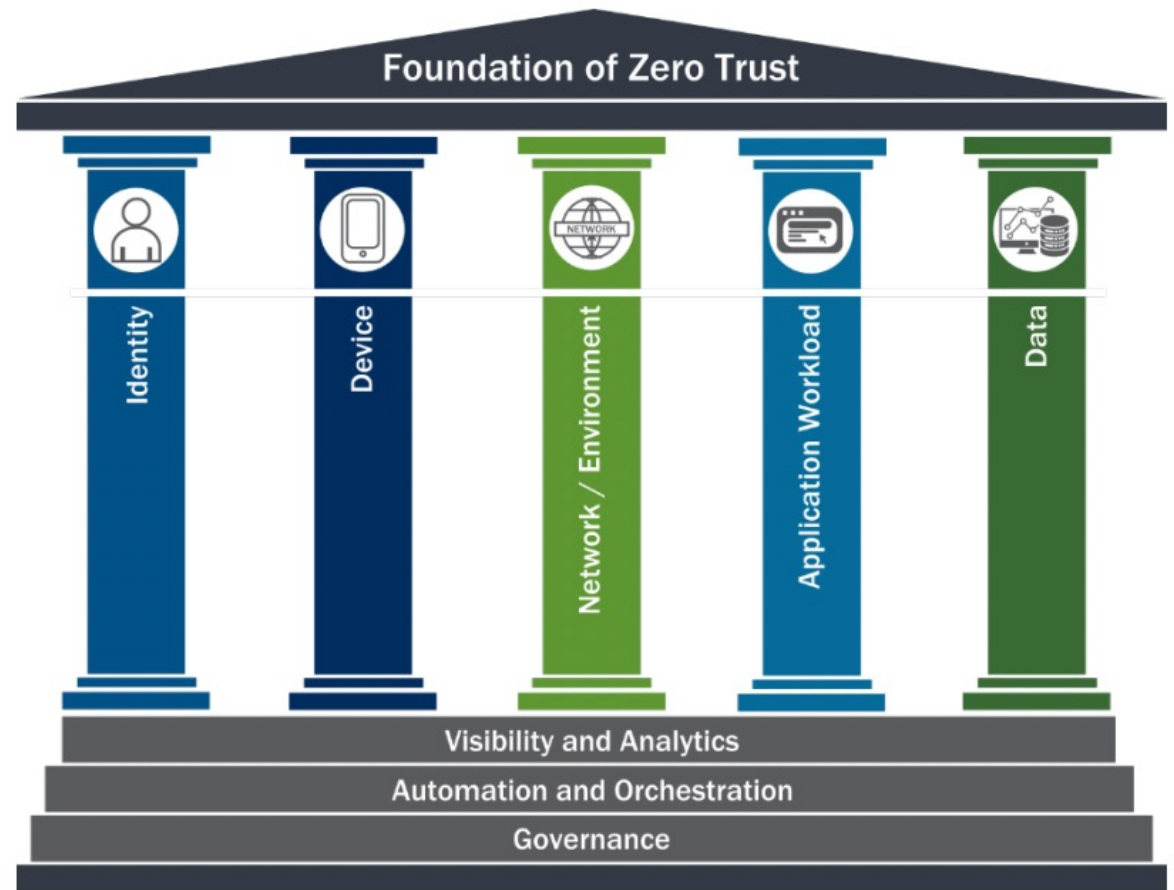 Foundation of Zero Trust
NETWORK
Identity
Device
Network / Environment
Application Workload
Data
Visibility and Analytics
Automation and Orchestration
Governance